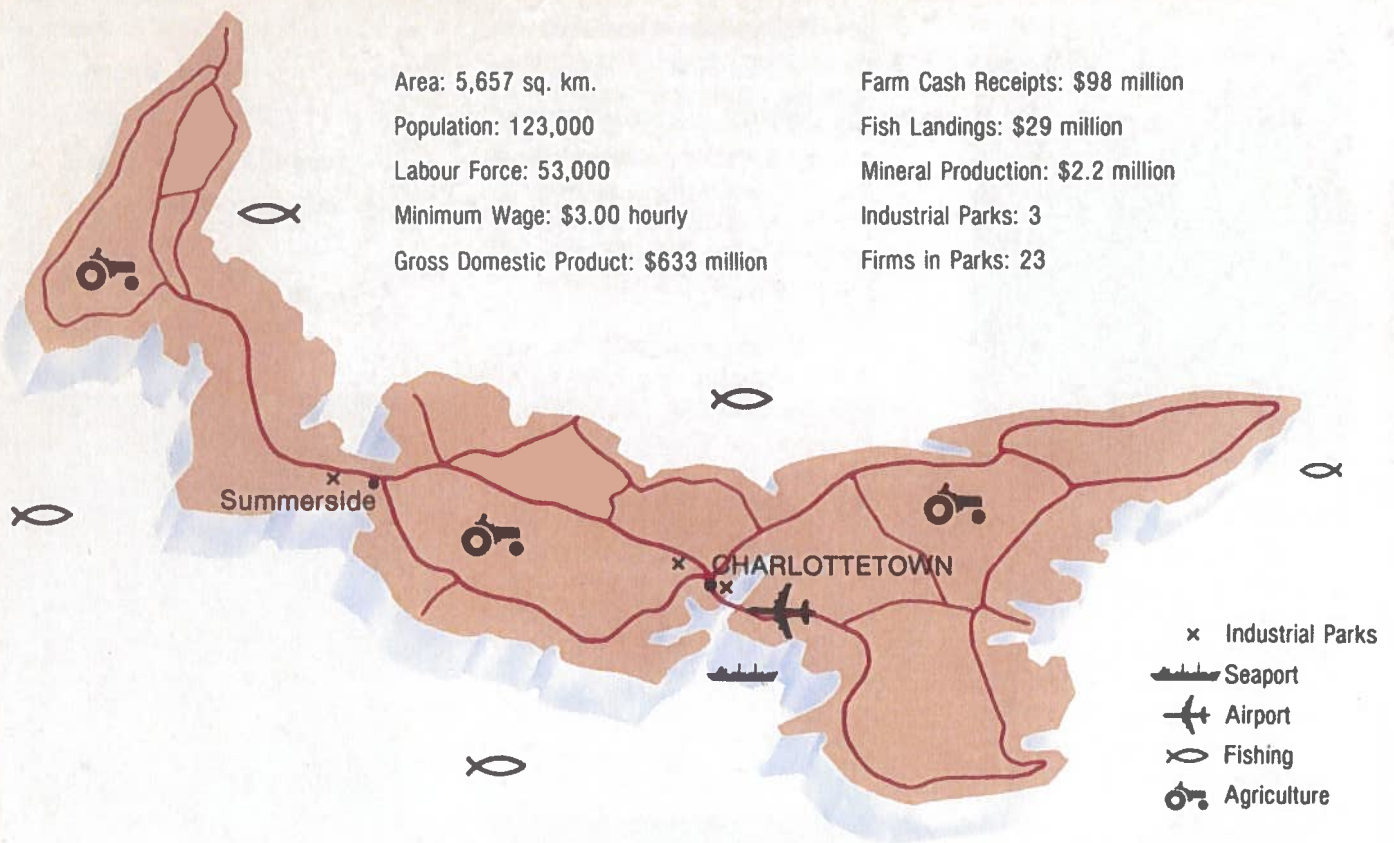 Area: 5,657 sq. km.
Population: 123,000
Labour Force: 53,000
Minimum Wage: $3.00 hourly
Gross Domestic Product: $633 million
Farm Cash Receipts: $98 million
Fish Landings: $29 million
Mineral Production: $2.2 million
Industrial Parks: 3
Firms in Parks: 23
Summerside
CHARLOTTETOWN
Industrial Parks
Seaport
Airport
Fishing
Agriculture